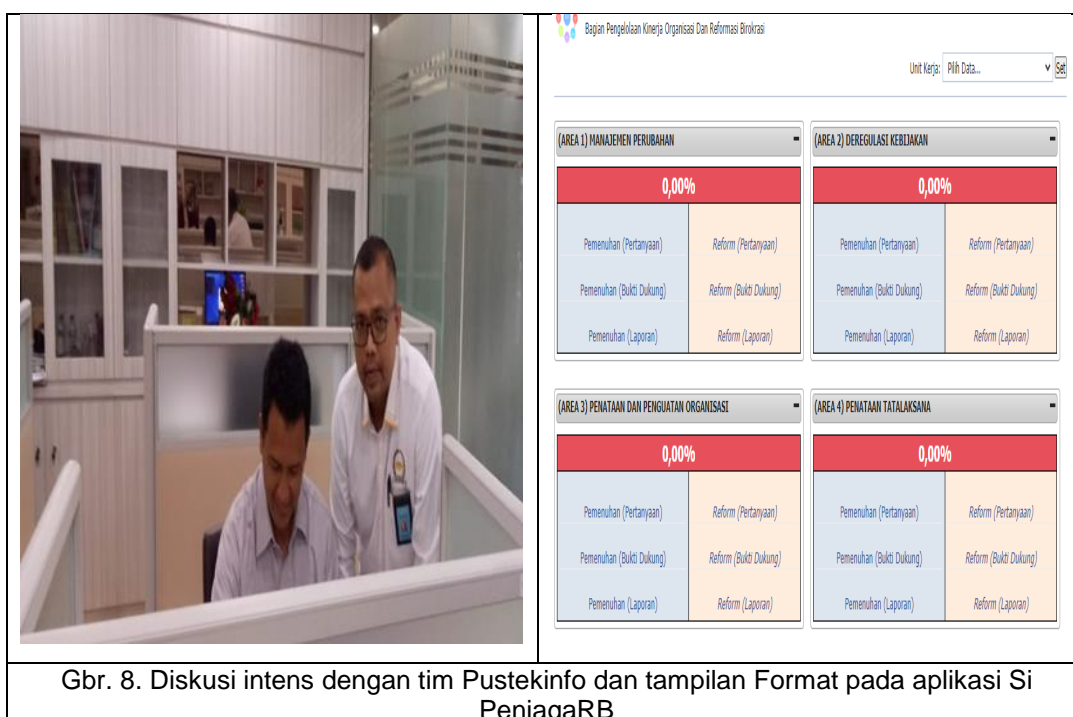 Bagian Pengelolaan Kinerja Organisasi Dan Reformasi Birokrasi
Unit Kerja: Pilih Data... Set
(AREA 1) MANAJEMEN PERUBAHAN
0,00%
Pemenuhan (Pertanyaan) Reform (Pertanyaan)
Pemenuhan (Bukti Dukung) Reform (Bukti Dukung)
Pemenuhan (Laporan) Reform (Laporan)
(AREA 2) DEREGULASI KEBIJAKAN
0,00%
Pemenuhan (Pertanyaan) Reform (Pertanyaan)
Pemenuhan (Bukti Dukung) Reform (Bukti Dukung)
Pemenuhan (Laporan) Reform (Laporan)
(AREA 3) PENATAAN DAN PENGUATAN ORGANISASI
0,00%
Pemenuhan (Pertanyaan) Reform (Pertanyaan)
Pemenuhan (Bukti Dukung) Reform (Bukti Dukung)
Pemenuhan (Laporan) Reform (Laporan)
(AREA 4) PENATAAN TATALAKSANA
0,00%
Pemenuhan (Pertanyaan) Reform (Pertanyaan)
Pemenuhan (Bukti Dukung) Reform (Bukti Dukung)
Pemenuhan (Laporan) Reform (Laporan)
Gbr. 8. Diskusi intens dengan tim Pustekinfo dan tampilan Format pada aplikasi Si
PenjagaRB